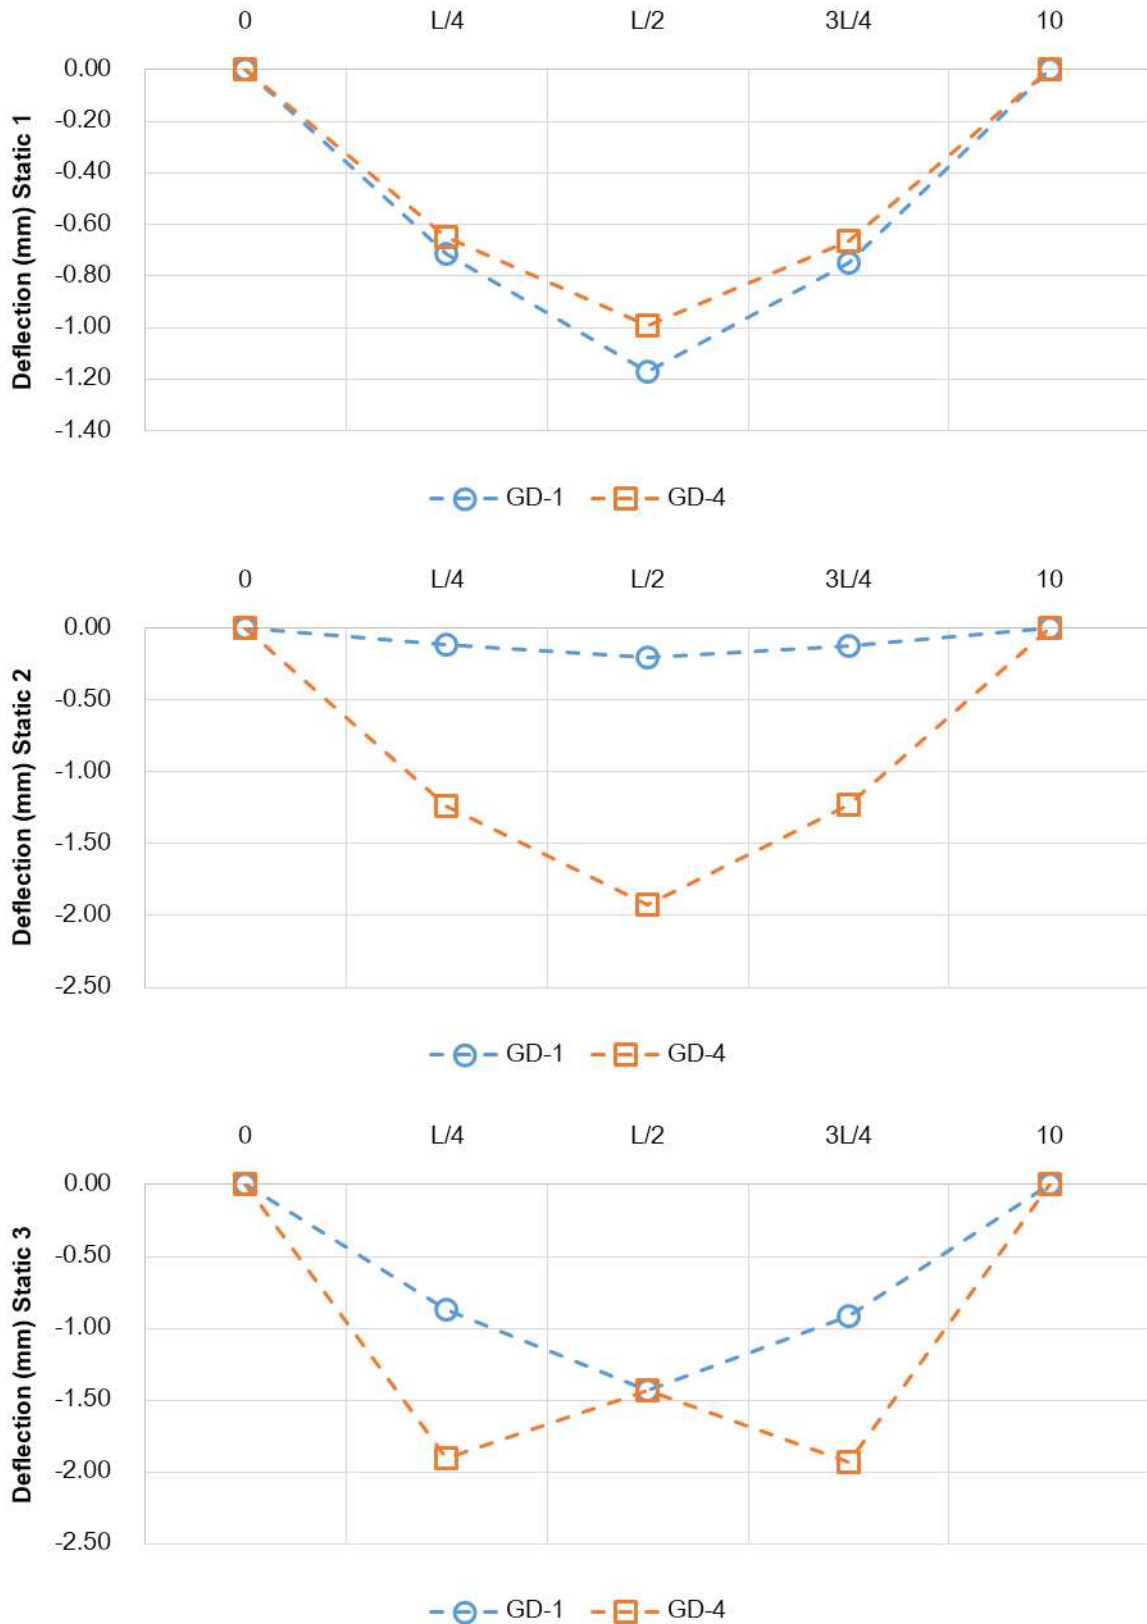 0 L/4 L/2 3L/4 10
Deflection (mm) Static 1
0.00
-0.20
-0.40
-0.60
-0.80
-1.00
-1.20
-1.40
GD-1 GD-4
0 L/4 L/2 3L/4 10
Deflection (mm) Static 2
0.00
-0.50
-1.00
-1.50
-2.00
-2.50
GD-1 GD-4
0 L/4 L/2 3L/4 10
Deflection (mm) Static 3
0.00
-0.50
-1.00
-1.50
-2.00
-2.50
GD-1 GD-4